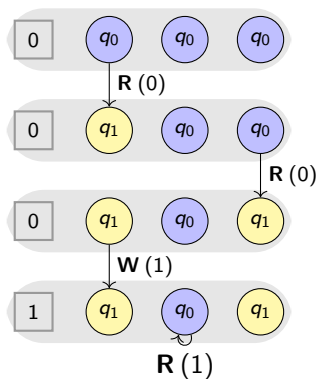 0 q0 q0 q0
R (0)
0 q1 q0 q0
R (0)
0 q1 q0 q1
W (1)
1 q1 q0 q1
R (1)